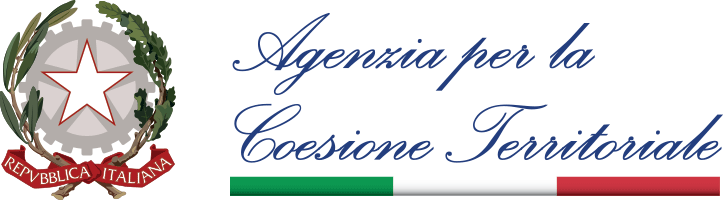 Agenzia per la
Coesione Territoriale
REPVBBLICA ITALIANA